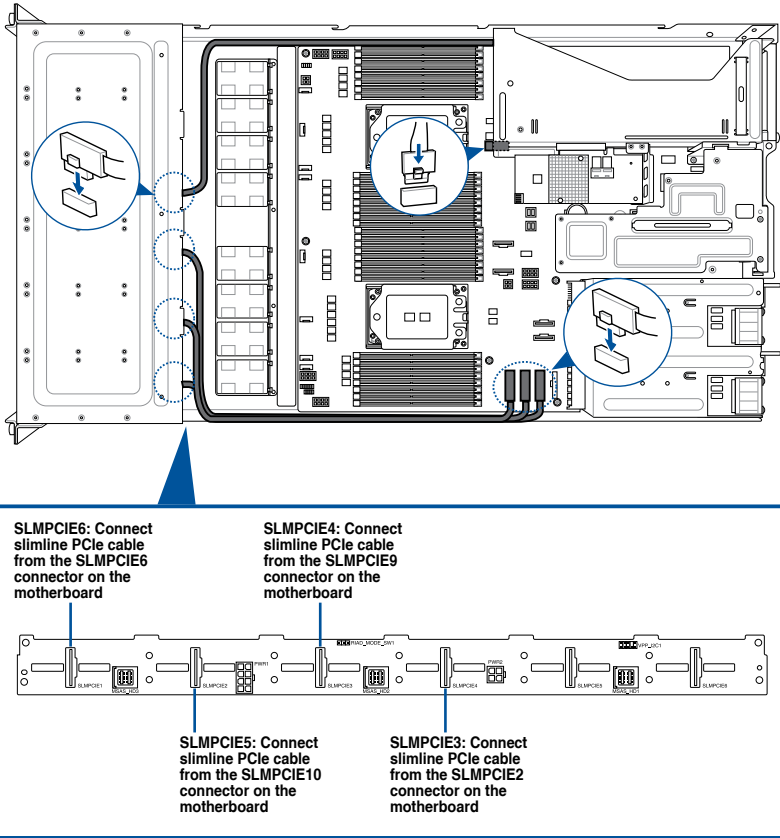 SLMPCIE6: Connect
slimline PCIe cable
from the SLMPCIE6
connector on the
motherboard
SLMPCIE4: Connect
slimline PCIe cable
from the SLMPCIE9
connector on the
motherboard
RIAD_MODE_SW1
VPP_I2C1
PWR1
PWR2
SLMPCIE1
MSAS_HD3
SLMPCIE2
SLMPCIE3
MSAS_HD2
SLMPCIE4
SLMPCIE5
MSAS_HD1
SLMPCIE6
SLMPCIE5: Connect
slimline PCIe cable
from the SLMPCIE10
connector on the
motherboard
SLMPCIE3: Connect
slimline PCIe cable
from the SLMPCIE2
connector on the
motherboard